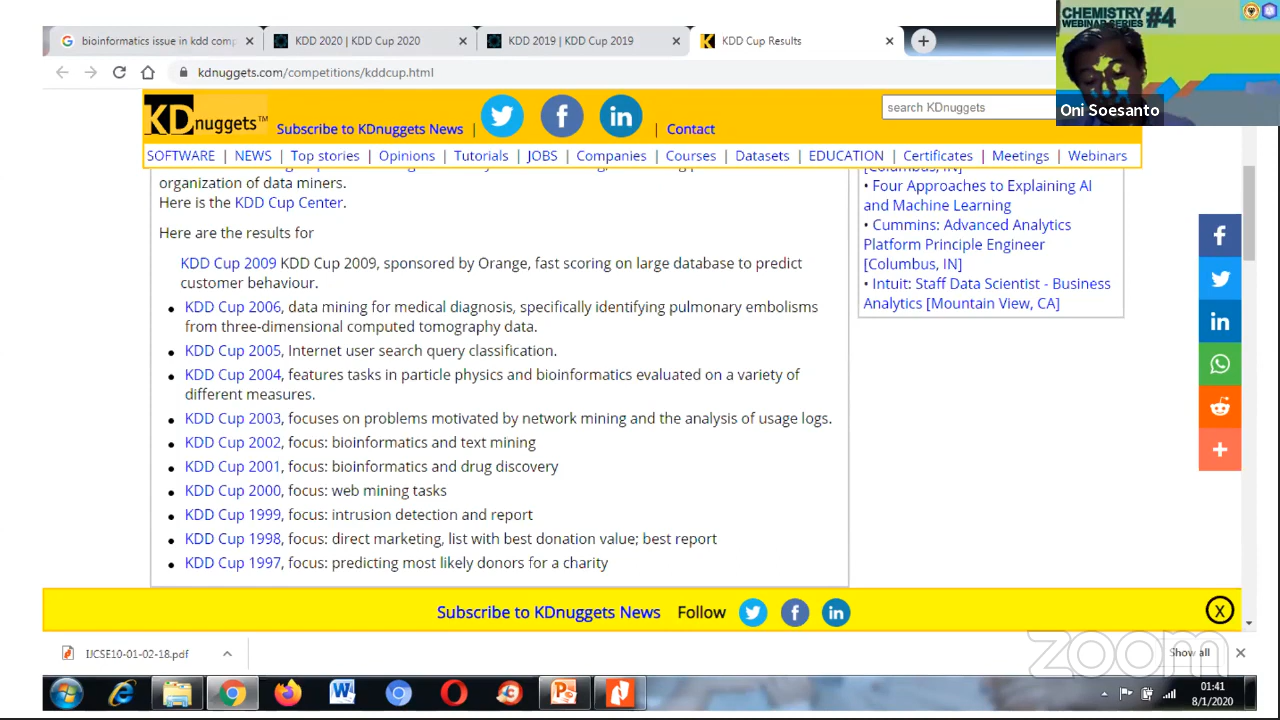 bioinformatics issue in kdd comp
KDD 2020 | KDD Cup 2020
KDD 2019 | KDD Cup 2019
KDD Cup Results
CHEMISTRY #4
WEBINAR SERIES
Oni Soesanto
kdnuggets.com/competitions/kddcup.html
KDnuggets™
Subscribe to KDnuggets News | | Contact
search KDnuggets
SOFTWARE | NEWS | Top stories | Opinions | Tutorials | JOBS | Companies | Courses | Datasets | EDUCATION | Certificates | Meetings | Webinars
organization of data miners.
Here is the KDD Cup Center.
Here are the results for
KDD Cup 2009 KDD Cup 2009, sponsored by Orange, fast scoring on large database to predict
customer behaviour.
• KDD Cup 2006, data mining for medical diagnosis, specifically identifying pulmonary embolisms
from three-dimensional computed tomography data.
• KDD Cup 2005, Internet user search query classification.
• KDD Cup 2004, features tasks in particle physics and bioinformatics evaluated on a variety of
different measures.
• KDD Cup 2003, focuses on problems motivated by network mining and the analysis of usage logs.
• KDD Cup 2002, focus: bioinformatics and text mining
• KDD Cup 2001, focus: bioinformatics and drug discovery
• KDD Cup 2000, focus: web mining tasks
• KDD Cup 1999, focus: intrusion detection and report
• KDD Cup 1998, focus: direct marketing, list with best donation value; best report
• KDD Cup 1997, focus: predicting most likely donors for a charity
[Columbus, IN]
• Four Approaches to Explaining AI
and Machine Learning
• Cummins: Advanced Analytics
Platform Principle Engineer
[Columbus, IN]
• Intuit: Staff Data Scientist - Business
Analytics [Mountain View, CA]
Subscribe to KDnuggets News Follow
X
IJCSE10-01-02-18.pdf
Show all
zoom
01:41
8/1/2020